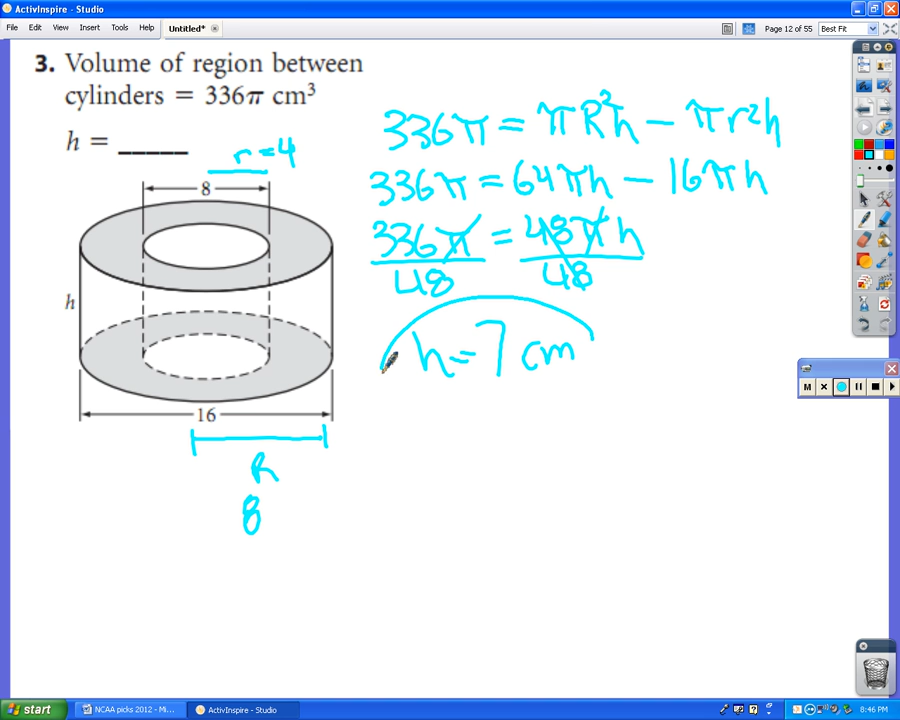 ActivInspire - Studio
File Edit View Insert Tools Help Untitled* Page 12 of 55 Best Fit
3. Volume of region between
cylinders = 336π cm³
h = _____
r = 4
8
h
16
R
8
336π = πR²h − πr²h
336π = 64πh − 16πh
336π = 48πh
48 48
h = 7 cm
M
start NCAA picks 2012 - Mi... ActivInspire - Studio 8:46 PM